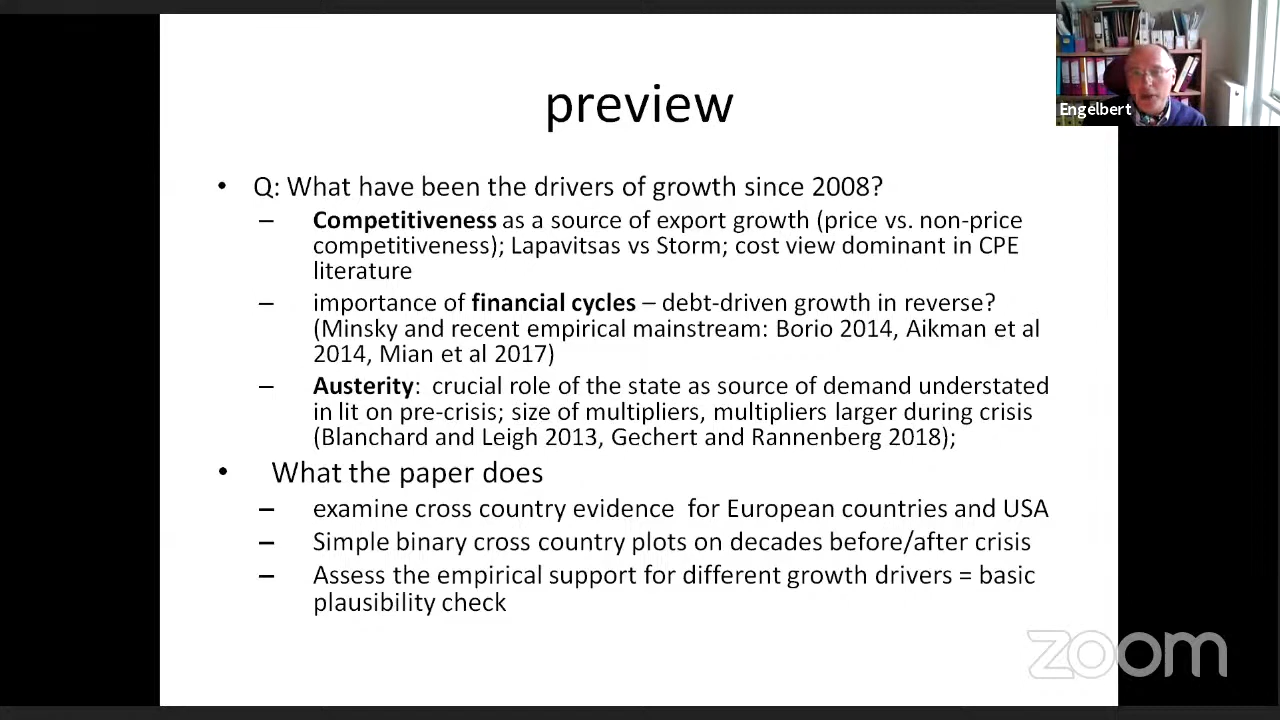 preview
Engelbert
• Q: What have been the drivers of growth since 2008?
– Competitiveness as a source of export growth (price vs. non-price
competitiveness); Lapavitsas vs Storm; cost view dominant in CPE
literature
– importance of financial cycles – debt-driven growth in reverse?
(Minsky and recent empirical mainstream: Borio 2014, Aikman et al
2014, Mian et al 2017)
– Austerity: crucial role of the state as source of demand understated
in lit on pre-crisis; size of multipliers, multipliers larger during crisis
(Blanchard and Leigh 2013, Gechert and Rannenberg 2018);
• What the paper does
– examine cross country evidence for European countries and USA
– Simple binary cross country plots on decades before/after crisis
– Assess the empirical support for different growth drivers = basic
plausibility check
zoom